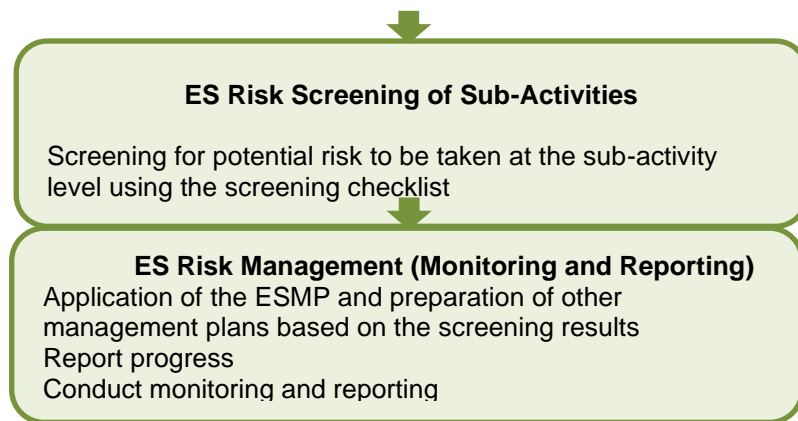 ES Risk Screening of Sub-Activities
Screening for potential risk to be taken at the sub-activity
level using the screening checklist
ES Risk Management (Monitoring and Reporting)
Application of the ESMP and preparation of other
management plans based on the screening results
Report progress
Conduct monitoring and reporting